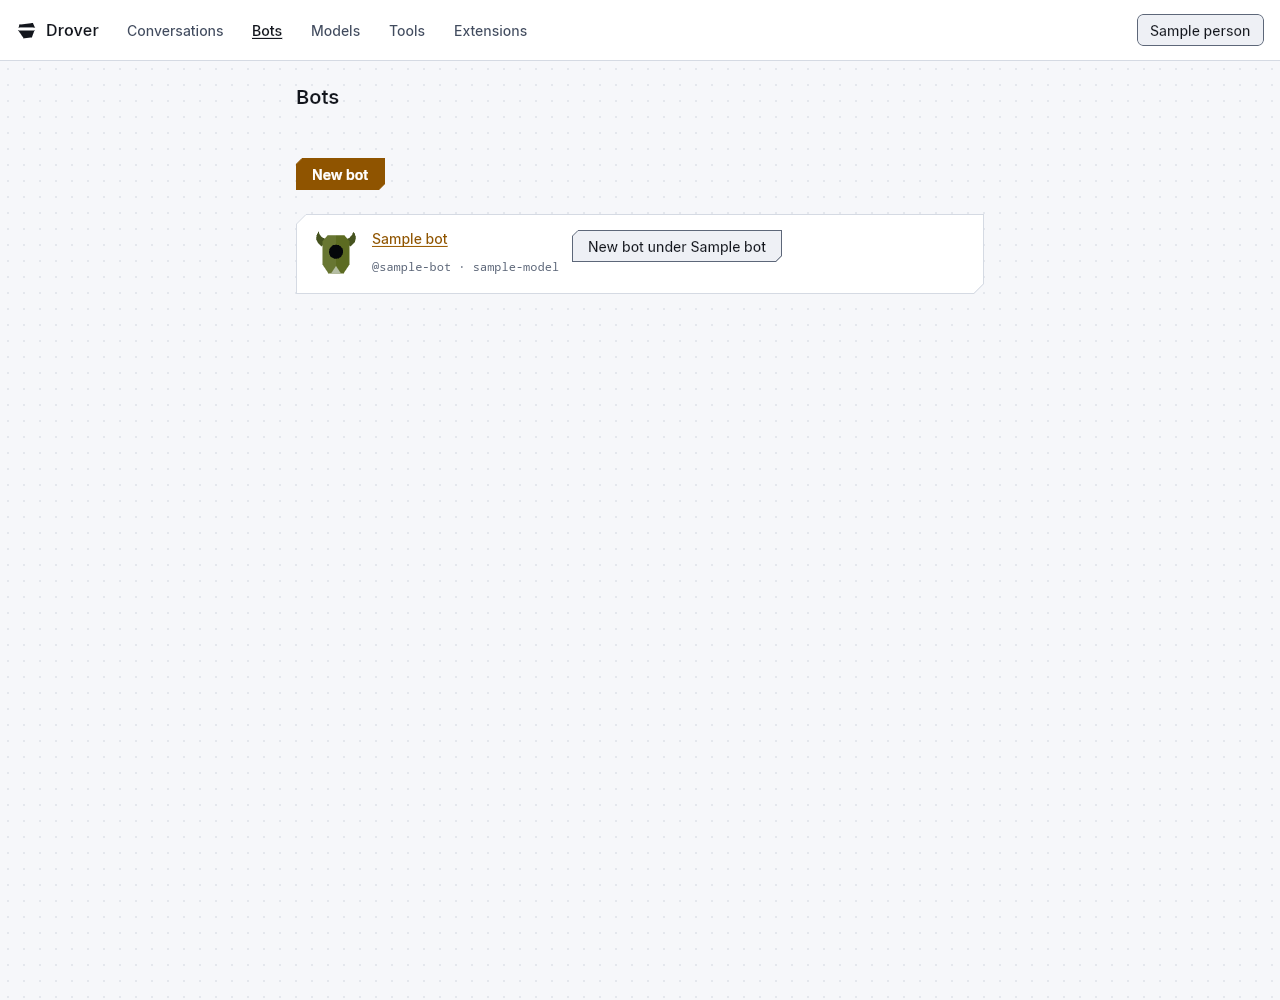 Drover Conversations Bots Models Tools Extensions Sample person
Bots
New bot
Sample bot
New bot under Sample bot
@sample-bot · sample-model